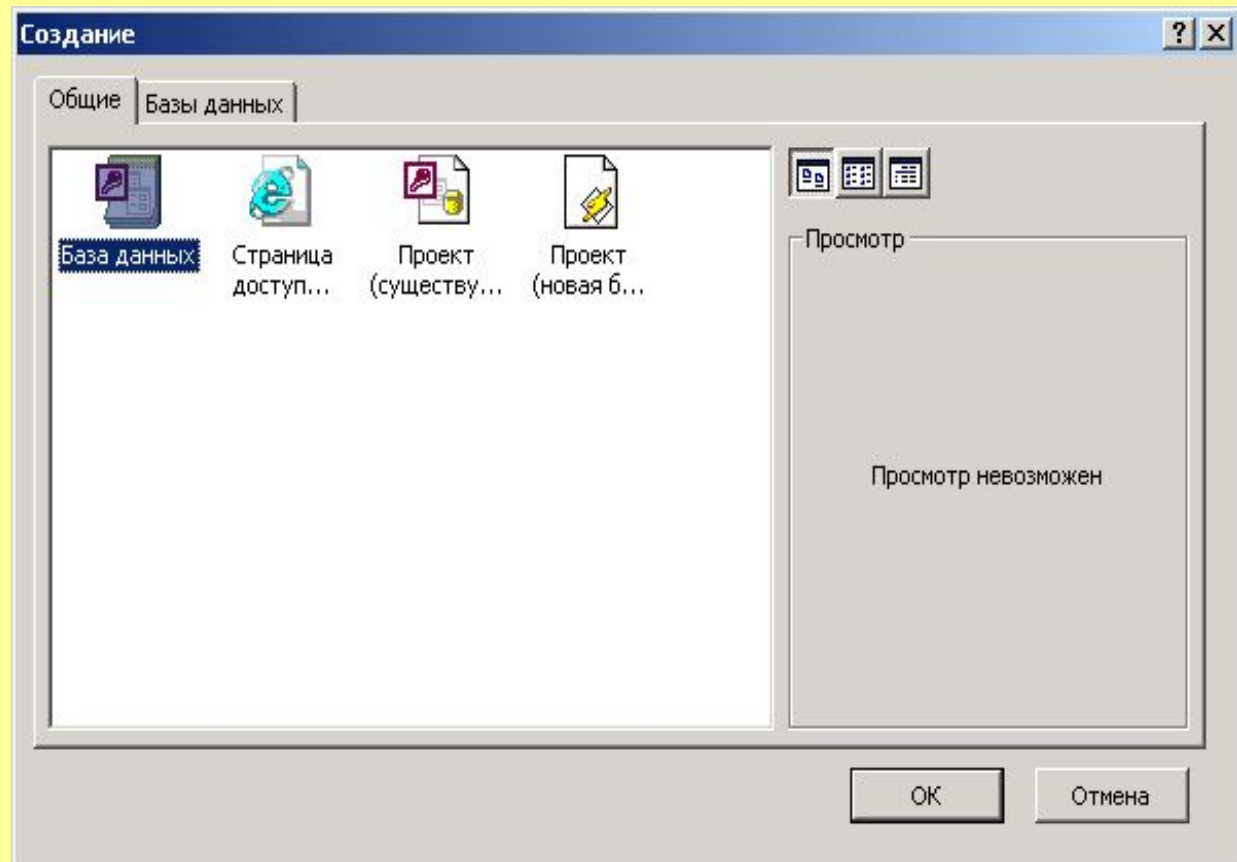 Создание
Общие
Базы данных
База данных
Страница
доступ...
Проект
(существу...
Проект
(новая б...
Просмотр
Просмотр невозможен
ОК
Отмена